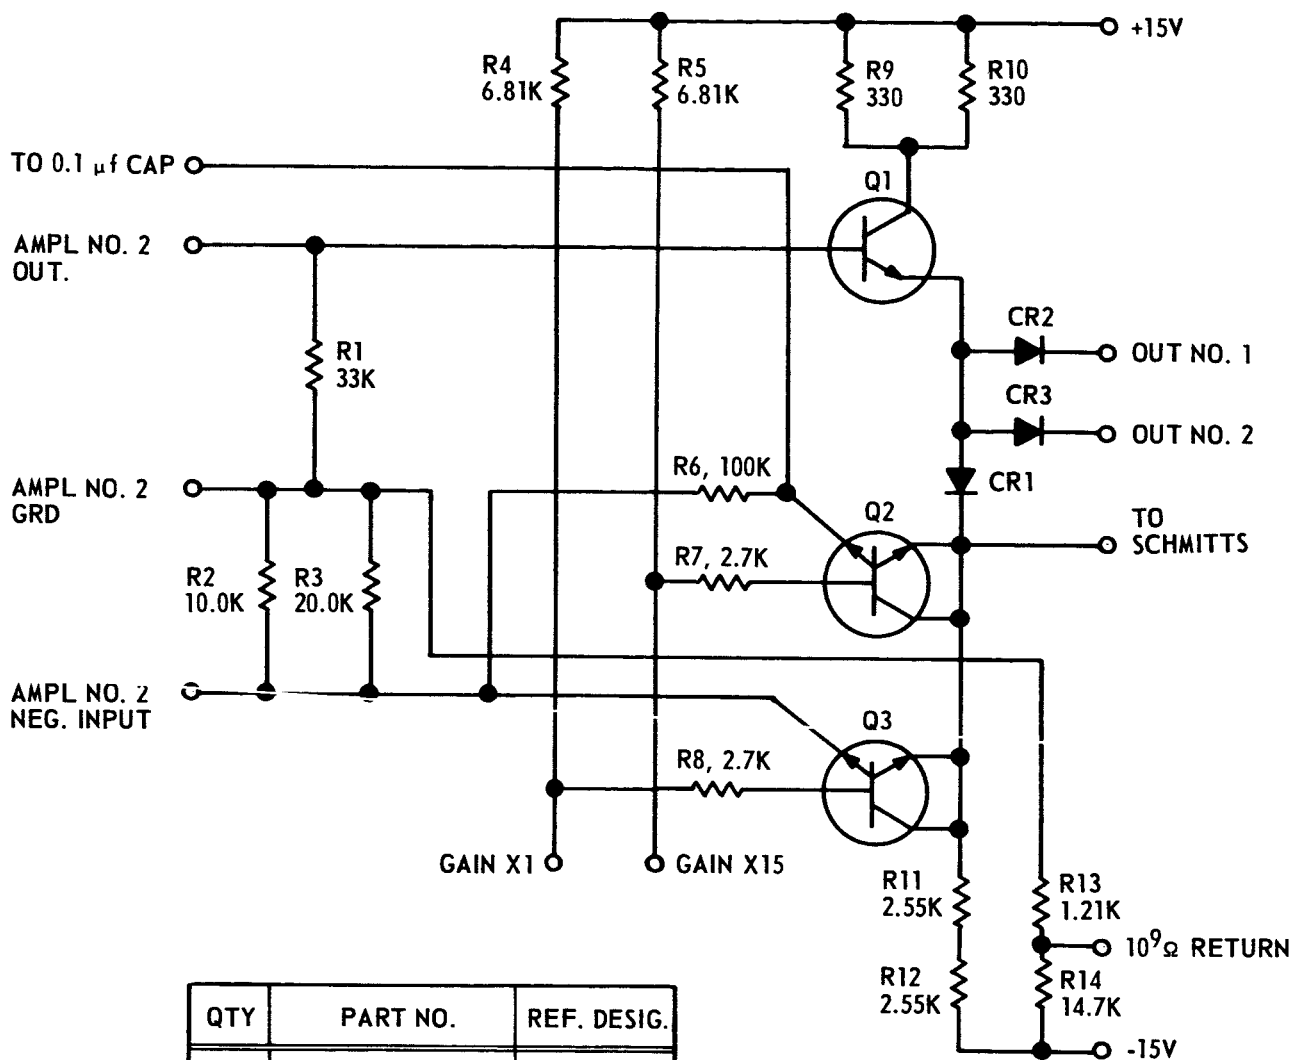 +15V
R4
6.81K
R5
6.81K
R9
330
R10
330
TO 0.1 μf CAP
Q1
AMPL NO. 2
OUT.
R1
33K
CR2
OUT NO. 1
CR3
OUT NO. 2
AMPL NO. 2
GRD
R6, 100K
CR1
Q2
TO
SCHMITTS
R7, 2.7K
R2
10.0K
R3
20.0K
AMPL NO. 2
NEG. INPUT
Q3
R8, 2.7K
GAIN X1
GAIN X15
R11
2.55K
R13
1.21K
10⁹Ω RETURN
R12
2.55K
R14
14.7K
-15V
QTY PART NO. REF. DESIG.